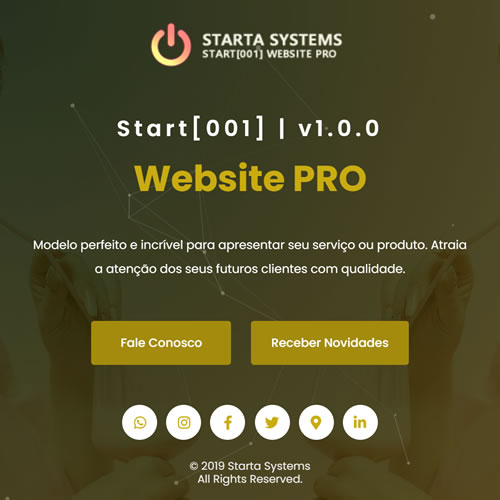 STARTA SYSTEMS
START[001] WEBSITE PRO
Start[001] | v1.0.0
Website PRO
Modelo perfeito e incrível para apresentar seu serviço ou produto. Atraia
a atenção dos seus futuros clientes com qualidade.
Fale Conosco
Receber Novidades
© 2019 Starta Systems
All Rights Reserved.